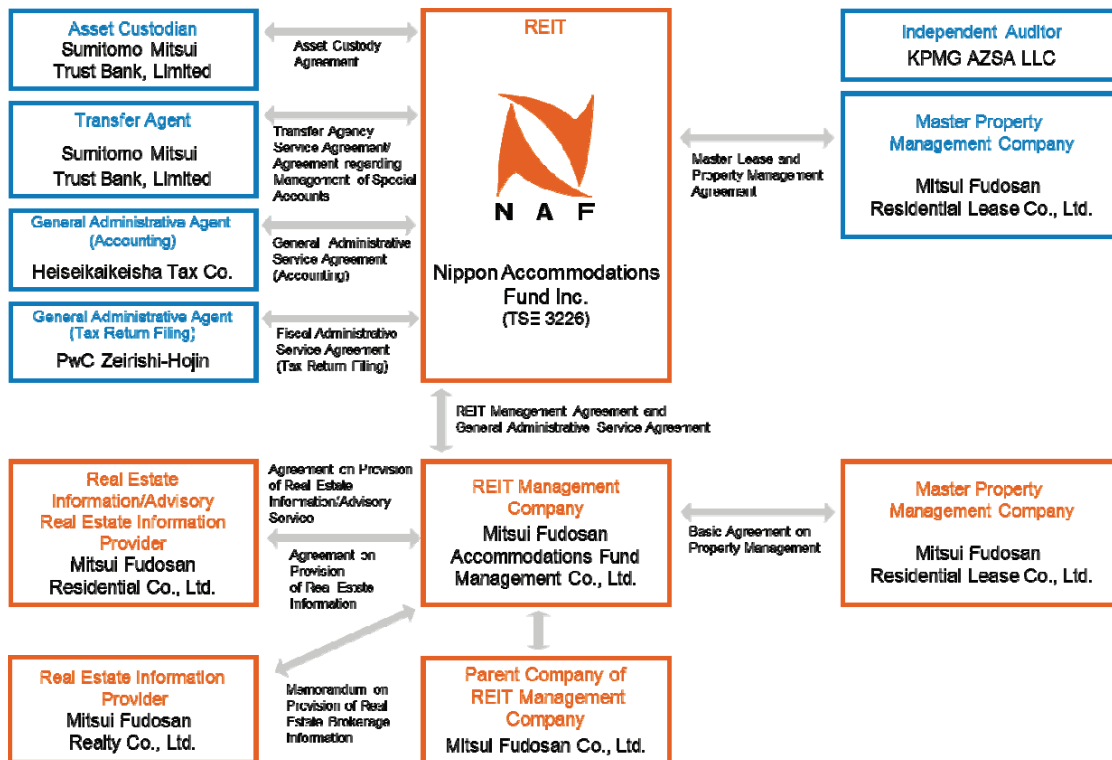 Asset Custodian
Sumitomo Mitsui
Trust Bank, Limited
Asset Custody
Agreement
Transfer Agent
Sumitomo Mitsui
Trust Bank, Limited
Transfer Agency
Service Agreement/
Agreement regarding
Management of Special
Accounts
General Administrative Agent
(Accounting)
Heiseikaikeisha Tax Co.
General Administrative
Service Agreement
(Accounting)
General Administrative Agent
(Tax Return Filing)
PwC Zeirishi-Hojin
Fiscal Administrative
Service Agreement
(Tax Return Filing)
REIT
NAF
Nippon Accommodations
Fund Inc.
(TSE 3226)
Independent Auditor
KPMG AZSA LLC
Master Lease and
Property Management
Agreement
Master Property
Management Company
Mitsui Fudosan
Residential Lease Co., Ltd.
REIT Management Agreement and
General Administrative Service Agreement
Real Estate
Information/Advisory
Real Estate Information
Provider
Mitsui Fudosan
Residential Co., Ltd.
Agreement on Provision
of Real Estate
Information/Advisory
Service
Agreement on
Provision
of Real Estate
Information
REIT Management
Company
Mitsui Fudosan
Accommodations Fund
Management Co., Ltd.
Basic Agreement on
Property Management
Master Property
Management Company
Mitsui Fudosan
Residential Lease Co., Ltd.
Real Estate Information
Provider
Mitsui Fudosan
Realty Co., Ltd.
Memorandum on
Provision of Real
Estate Brokerage
Information
Parent Company of
REIT Management
Company
Mitsui Fudosan Co., Ltd.